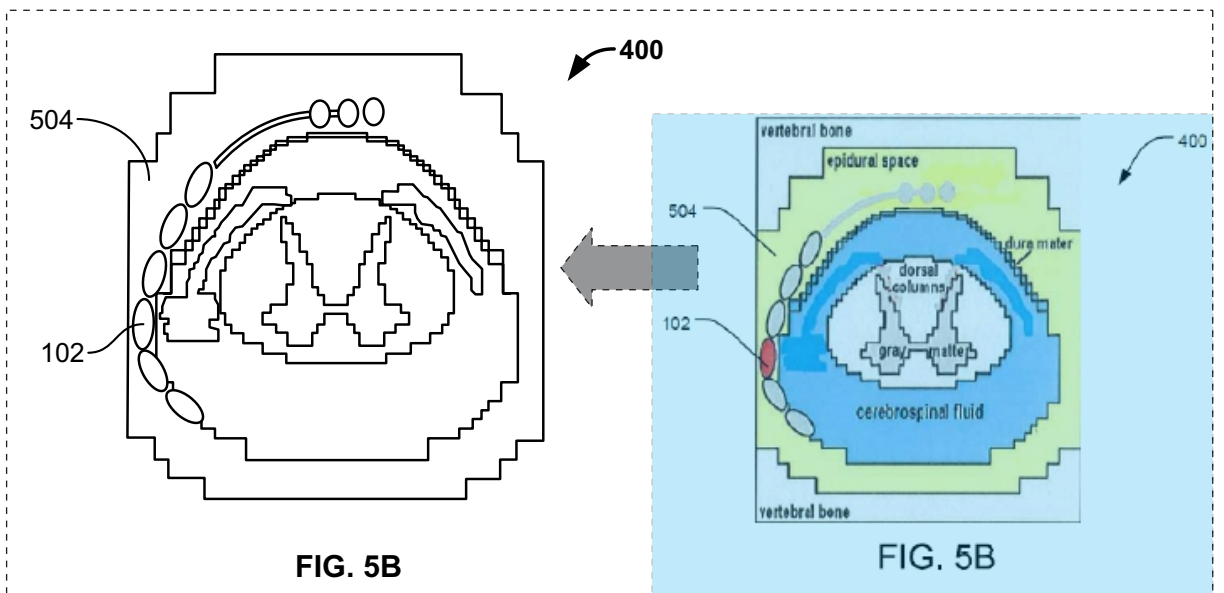 400
504
102
FIG. 5B
vertebral bone
epidural space
400
504
dura mater
dorsal
columns
102
gray matte
cerebrospinal fluid
vertebral bone
FIG. 5B